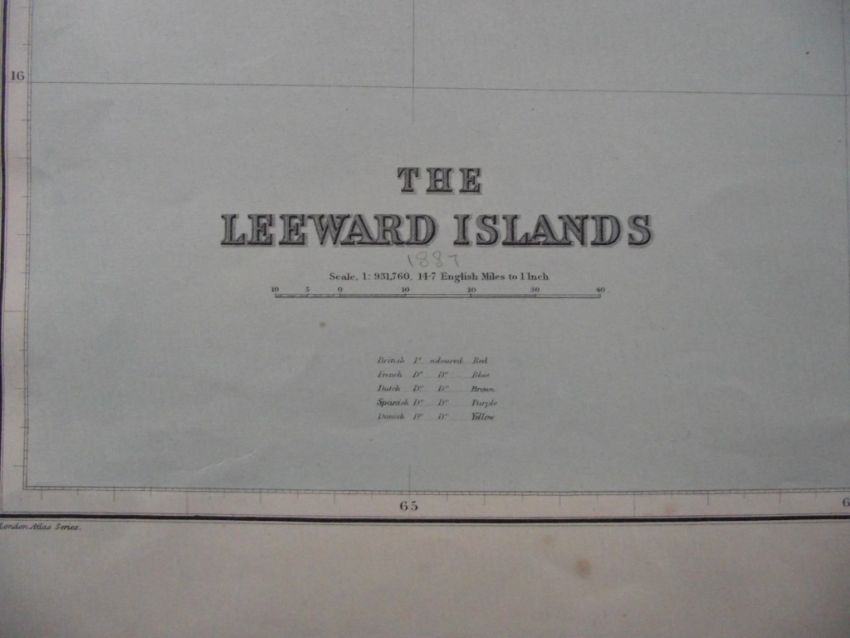 16
THE
LEEWARD ISLANDS
1887
Scale, 1: 931,760. 14·7 English Miles to 1 Inch
10 5 0 10 20 30 40
British Iˢ coloured Red
French Dº Dº Blue
Dutch Dº Dº Brown
Spanish Dº Dº Purple
Danish Dº Dº Yellow
65
6
London Atlas Series.